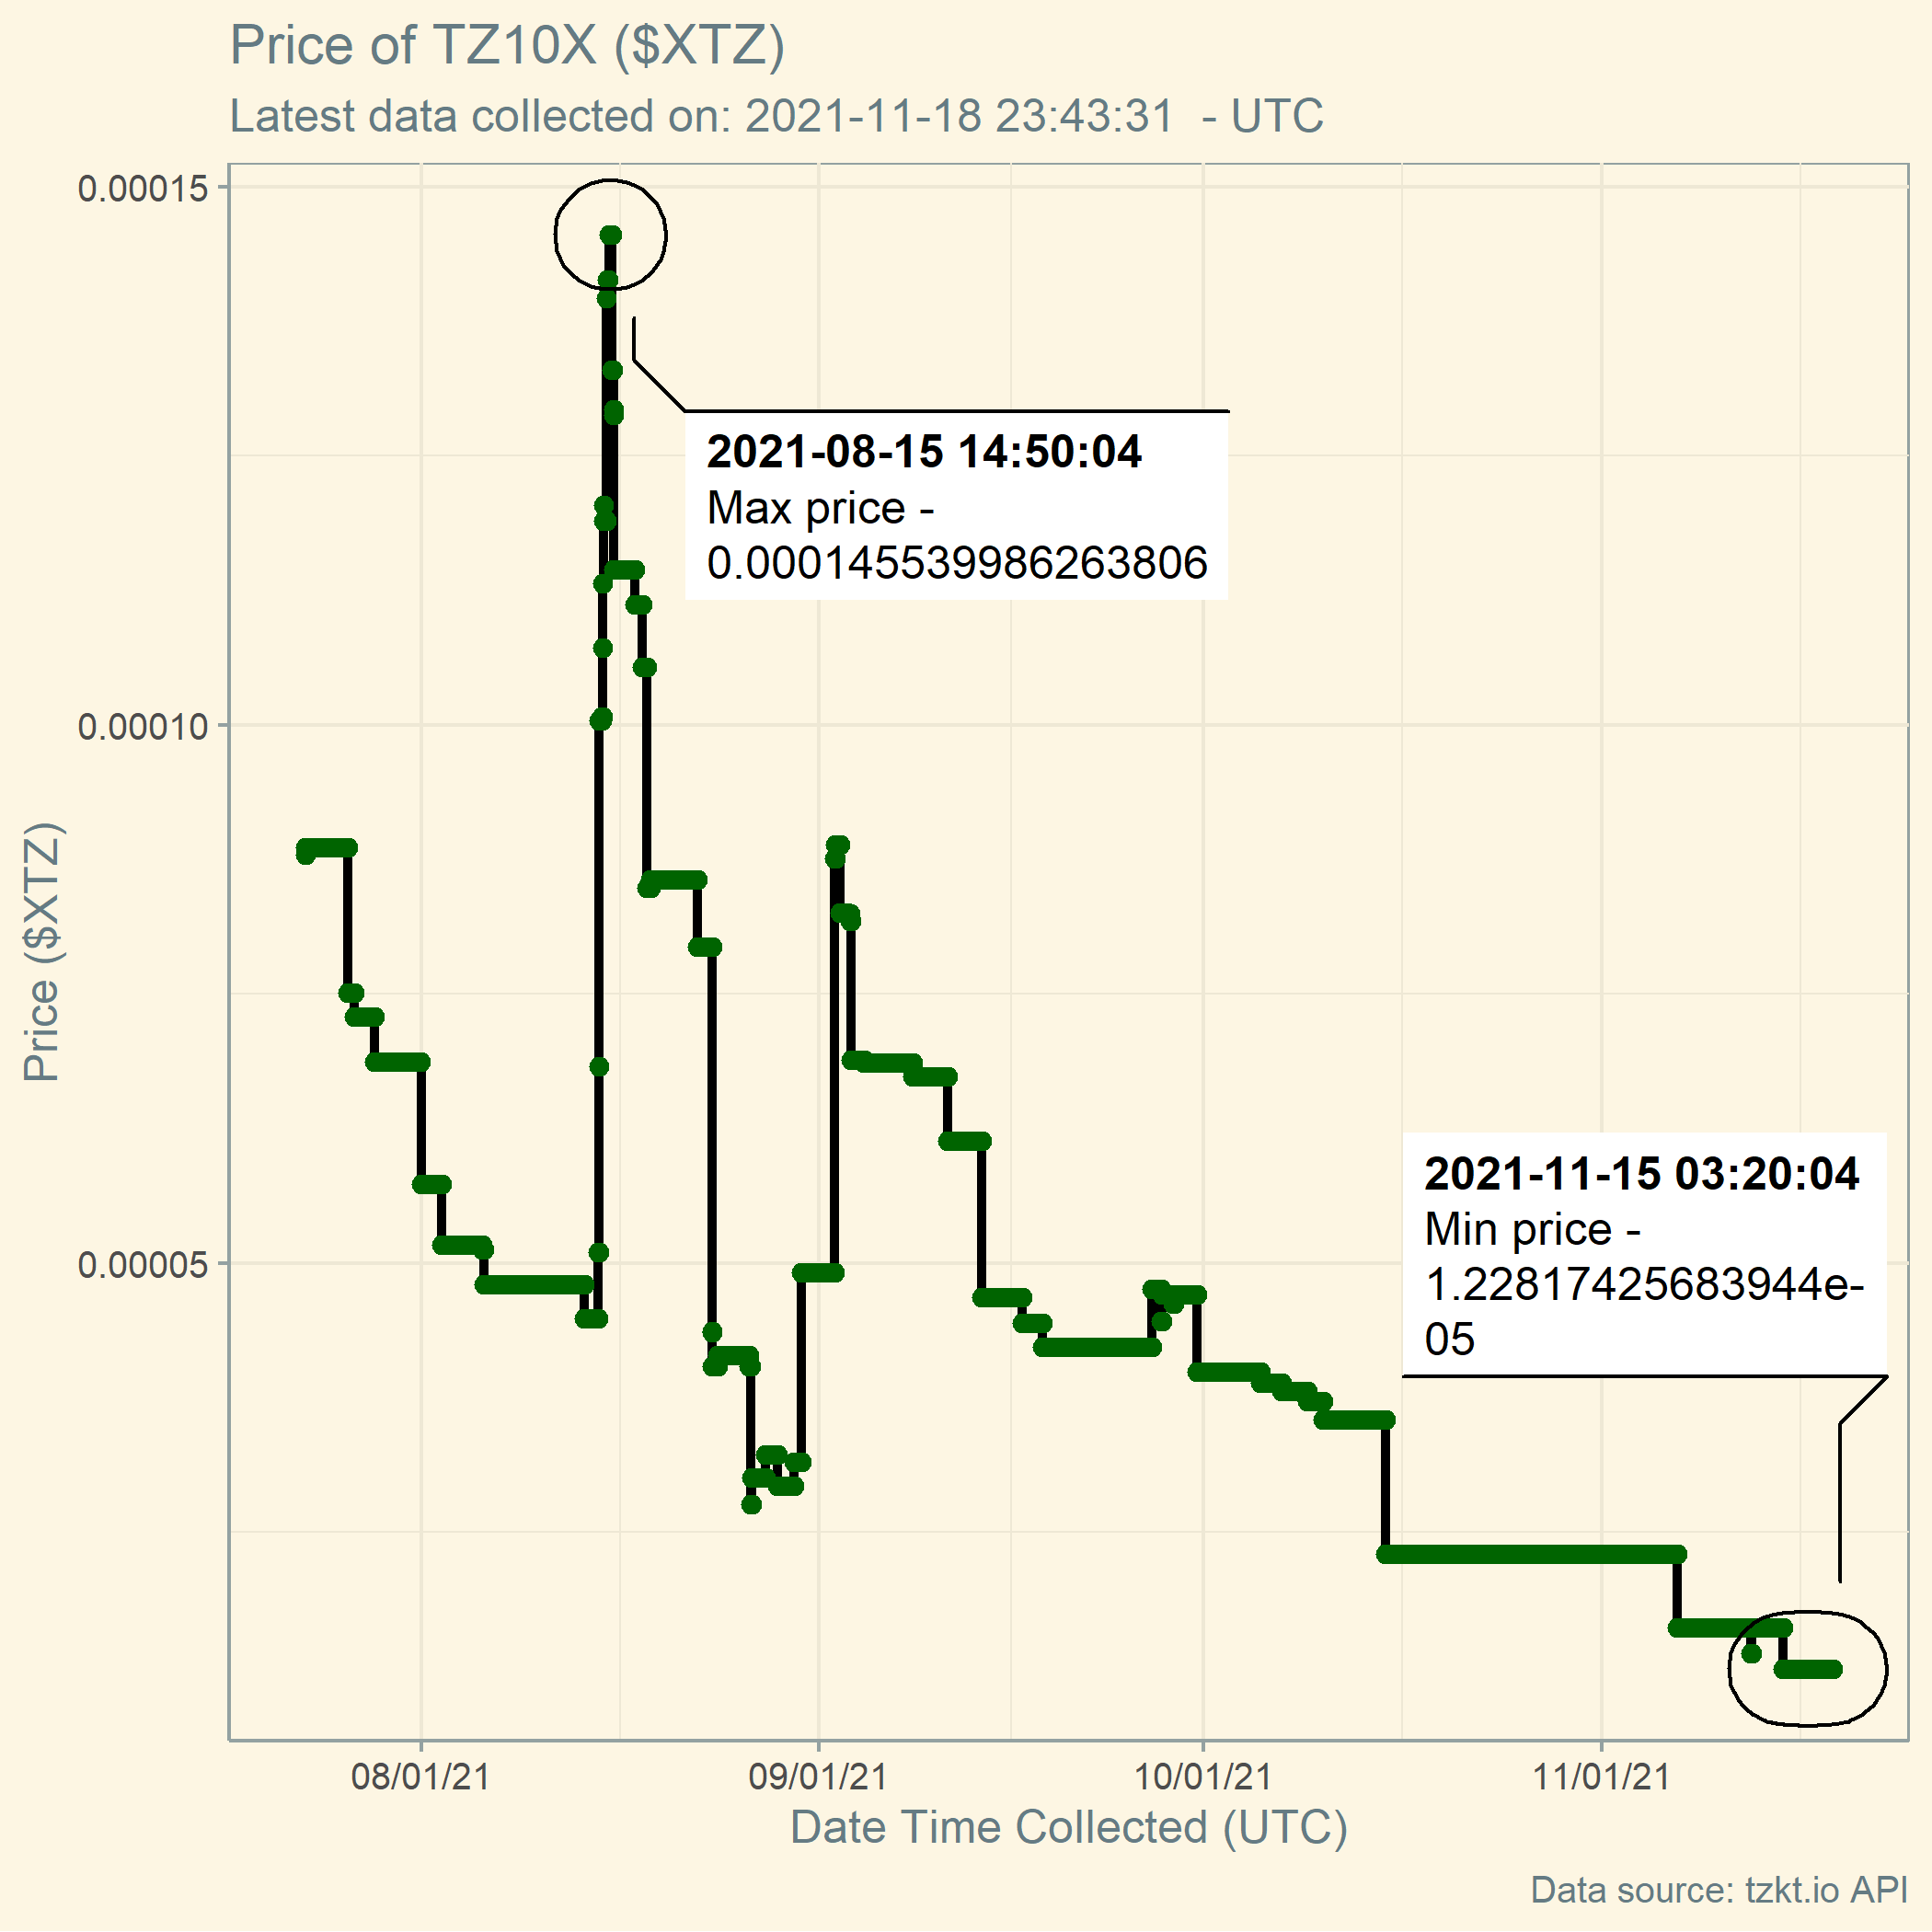 Price of TZ10X ($XTZ)
Latest data collected on: 2021-11-18 23:43:31  - UTC
0.00015
0.00010
0.00005
Price ($XTZ)
2021-08-15 14:50:04
Max price -
0.000145539986263806
2021-11-15 03:20:04
Min price -
1.22817425683944e-
05
08/01/21
09/01/21
10/01/21
11/01/21
Date Time Collected (UTC)
Data source: tzkt.io API